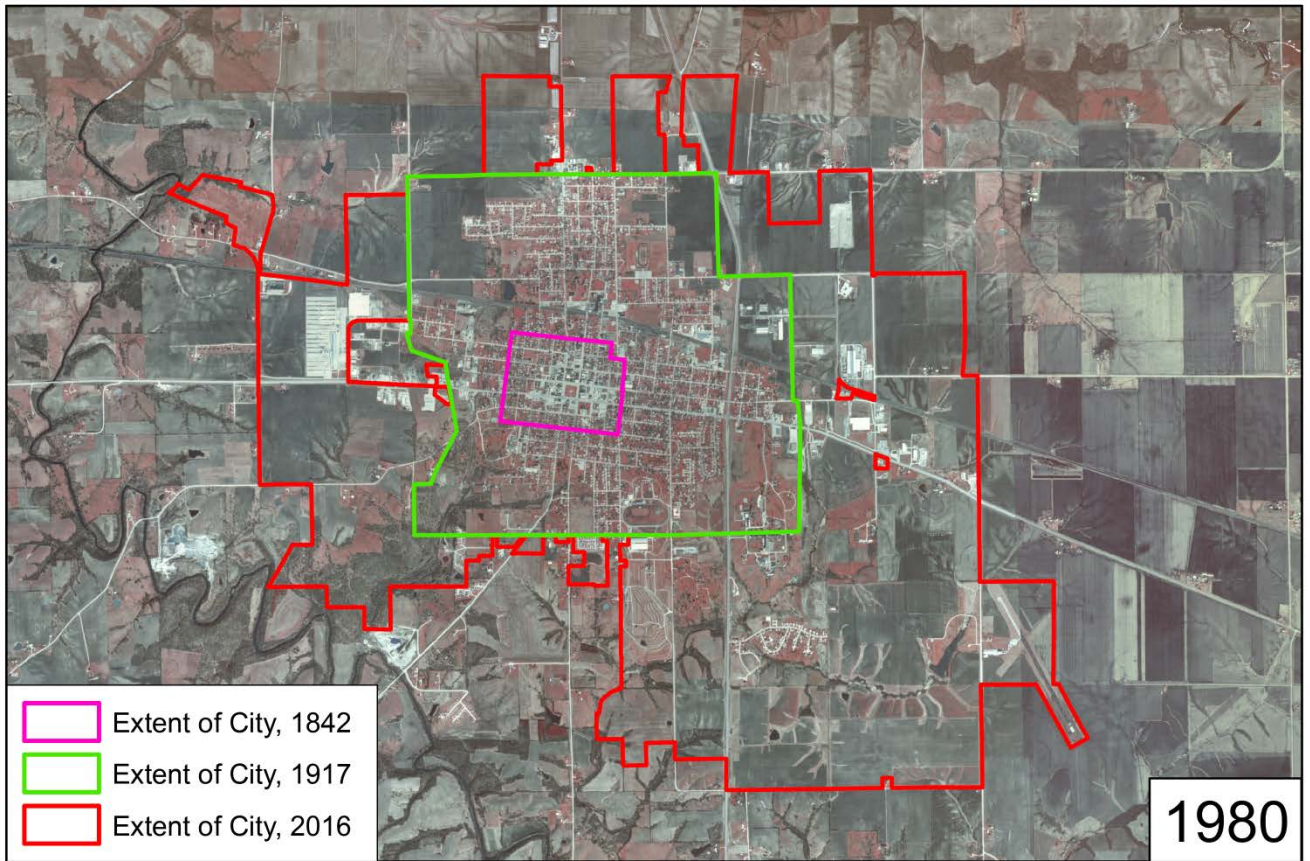 Extent of City, 1842
Extent of City, 1917
Extent of City, 2016
1980